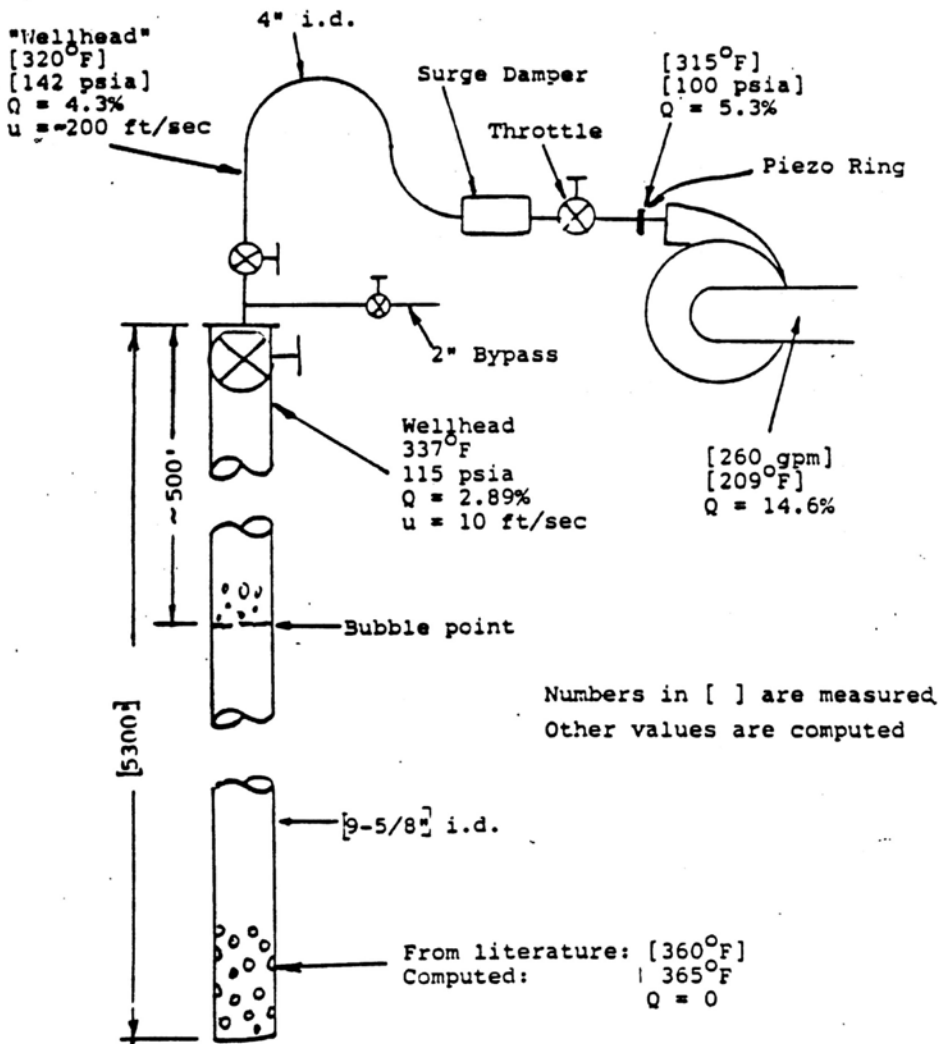 "Wellhead"
[320°F]
[142 psia]
Q = 4.3%
u =~200 ft/sec
4" i.d.
Surge Damper
Throttle
[315°F]
[100 psia]
Q = 5.3%
Piezo Ring
2" Bypass
Wellhead
337°F
115 psia
Q = 2.89%
u = 10 ft/sec
[260 gpm]
[209°F]
Q = 14.6%
~500'
Bubble point
Numbers in [ ] are measured
Other values are computed
[5300']
[9-5/8"] i.d.
From literature: [360°F]
Computed: 365°F
Q = 0